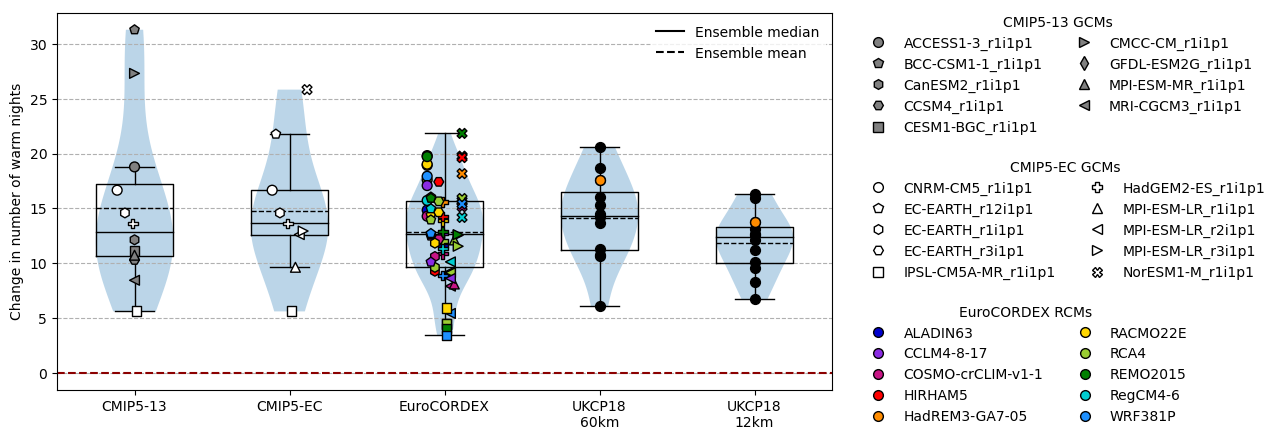 Change in number of warm nights
30
25
20
15
10
5
0
Ensemble median
Ensemble mean
CMIP5-13
CMIP5-EC
EuroCORDEX
UKCP18
60km
UKCP18
12km
CMIP5-13 GCMs
ACCESS1-3_r1i1p1
BCC-CSM1-1_r1i1p1
CanESM2_r1i1p1
CCSM4_r1i1p1
CESM1-BGC_r1i1p1
CMCC-CM_r1i1p1
GFDL-ESM2G_r1i1p1
MPI-ESM-MR_r1i1p1
MRI-CGCM3_r1i1p1
CMIP5-EC GCMs
CNRM-CM5_r1i1p1
EC-EARTH_r12i1p1
EC-EARTH_r1i1p1
EC-EARTH_r3i1p1
IPSL-CM5A-MR_r1i1p1
HadGEM2-ES_r1i1p1
MPI-ESM-LR_r1i1p1
MPI-ESM-LR_r2i1p1
MPI-ESM-LR_r3i1p1
NorESM1-M_r1i1p1
EuroCORDEX RCMs
ALADIN63
CCLM4-8-17
COSMO-crCLIM-v1-1
HIRHAM5
HadREM3-GA7-05
RACMO22E
RCA4
REMO2015
RegCM4-6
WRF381P